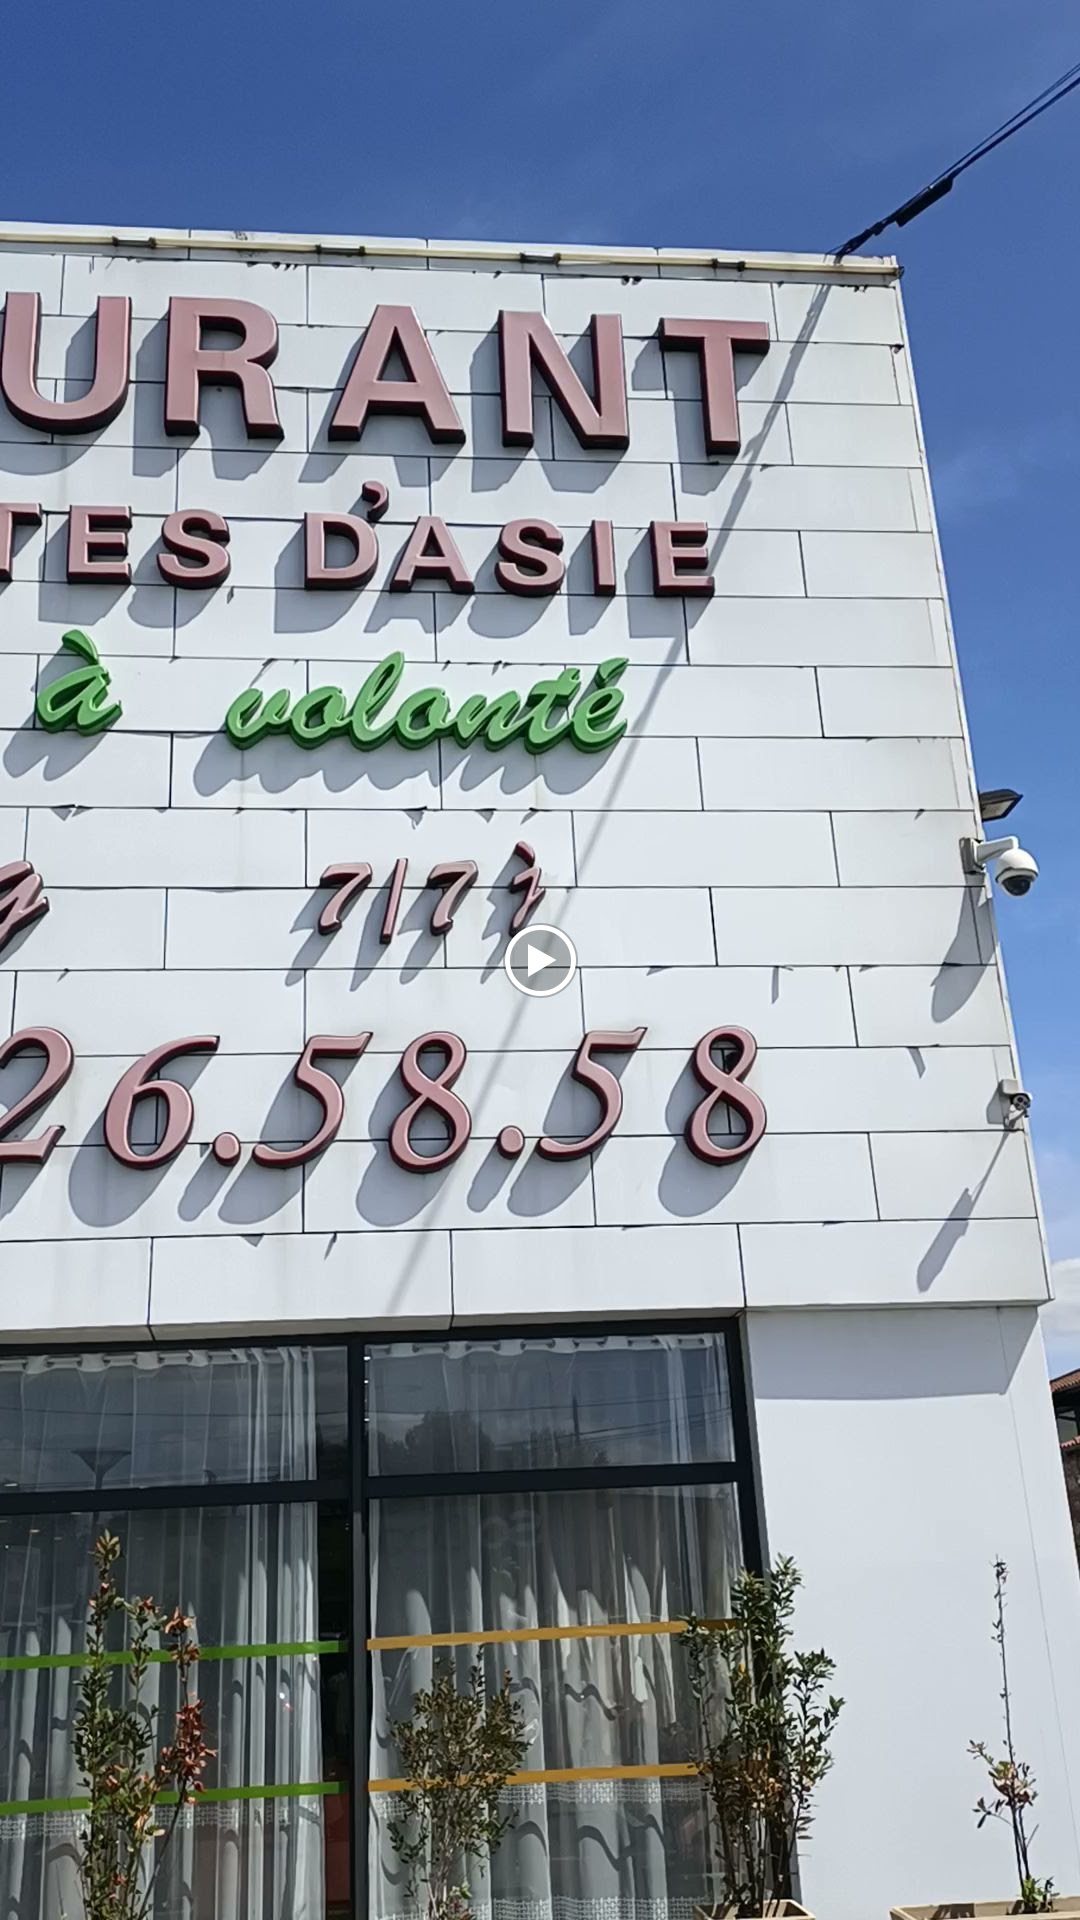 URANT
TES D'ASIE
à volonté
g 7|7 j
26.58.58